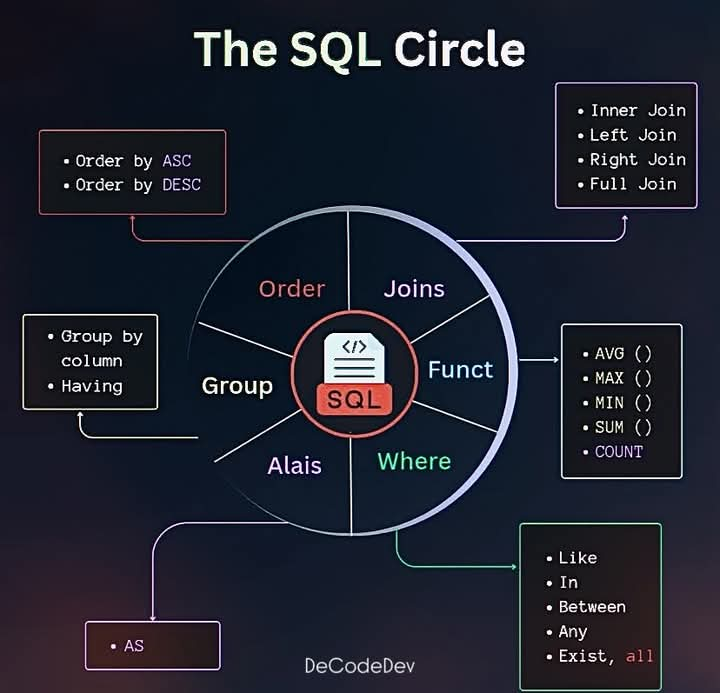 The SQL Circle
• Inner Join
• Left Join
• Right Join
• Full Join
• Order by ASC
• Order by DESC
Order
Joins
• Group by
column
• Having
</>
SQL
Group
Funct
• AVG ()
• MAX ()
• MIN ()
• SUM ()
• COUNT
Alais
Where
• Like
• In
• Between
• Any
• Exist, all
• AS
DeCodeDev